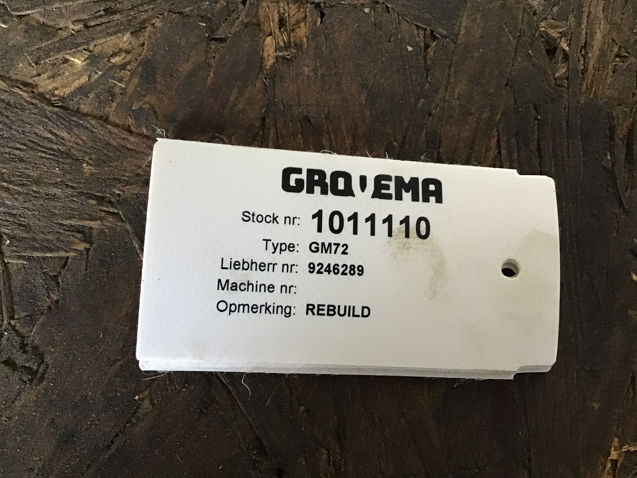 GROVEMA
Stock nr: 1011110
Type: GM72
Liebherr nr: 9246289
Machine nr:
Opmerking: REBUILD